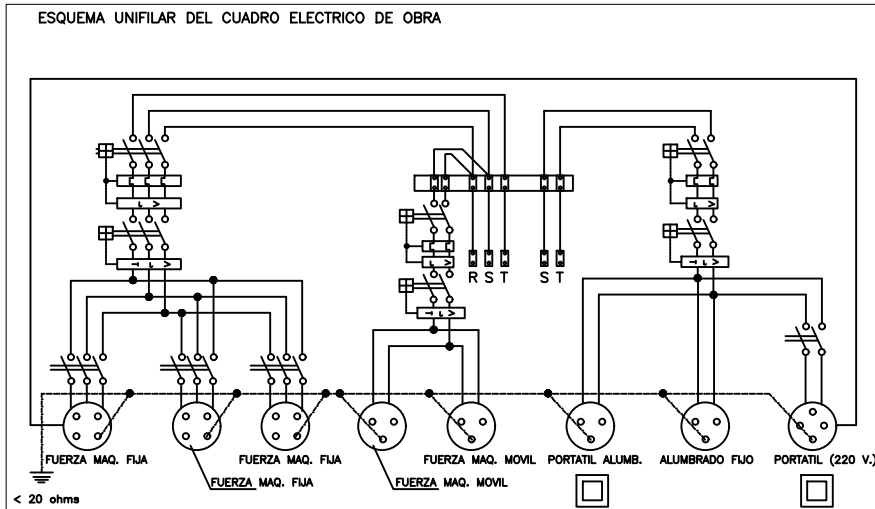 ESQUEMA UNIFILAR DEL CUADRO ELECTRICO DE OBRA
R S T S T
FUERZA MAQ. FIJA FUERZA MAQ. FIJA FUERZA MAQ. MOVIL PORTATIL ALUMB. ALUMBRADO FIJO PORTATIL (220 V.)
FUERZA MAQ. FIJA FUERZA MAQ. MOVIL
< 20 ohms